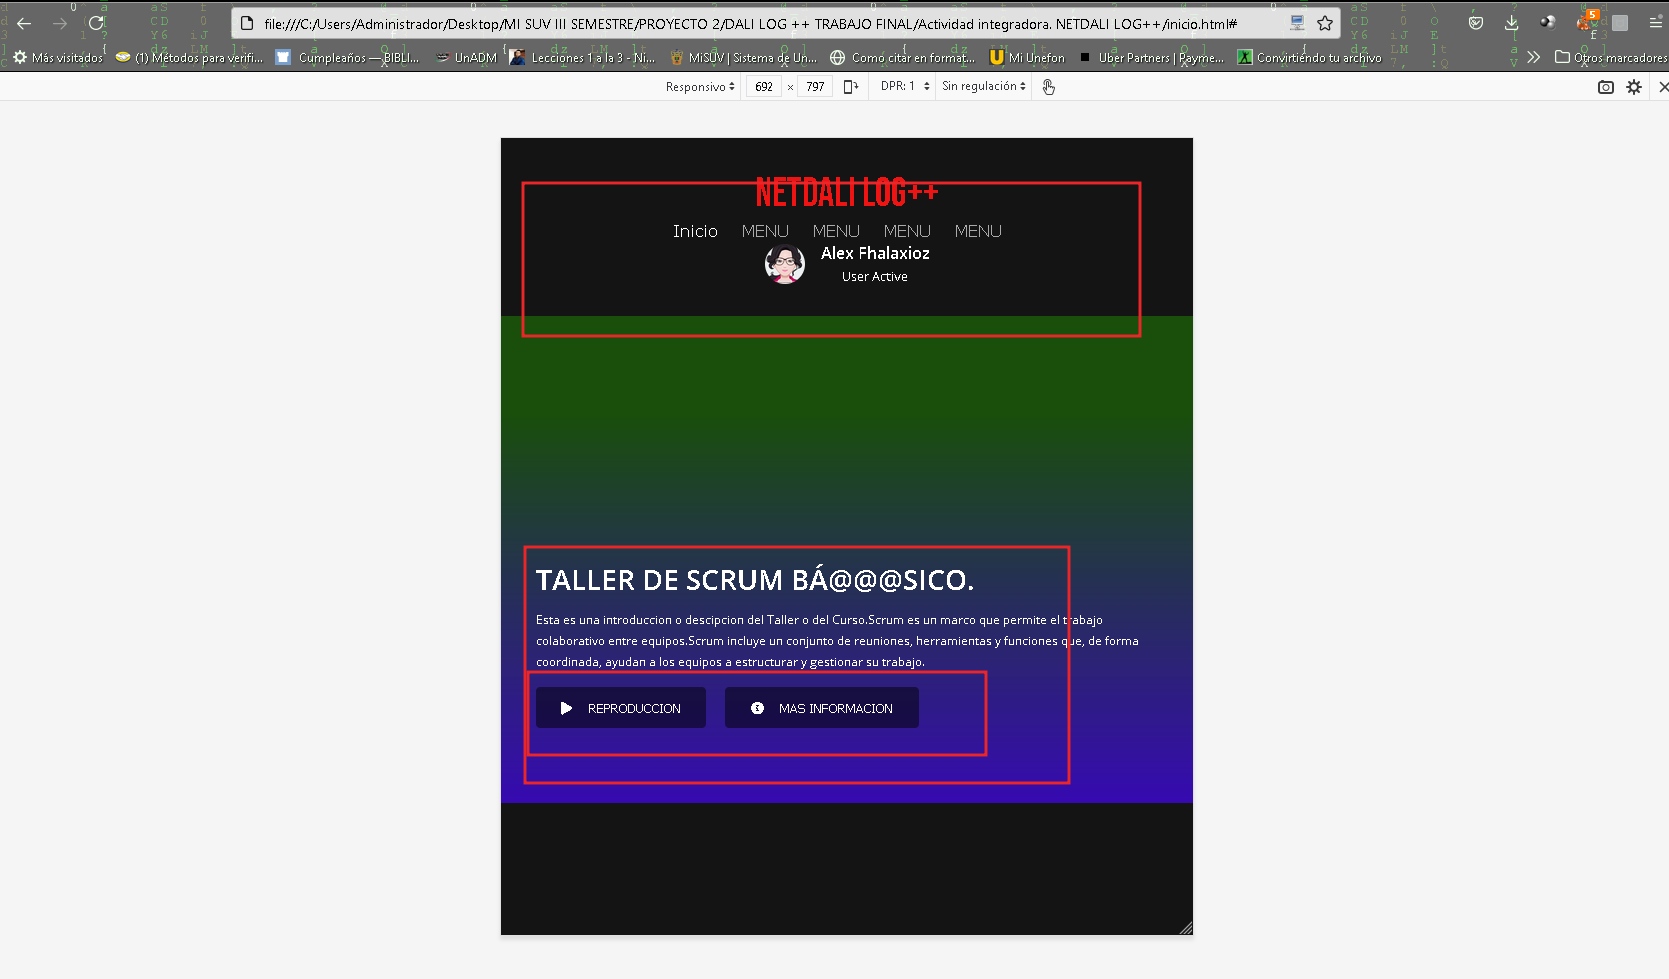 file:///C:/Users/Administrador/Desktop/MI SUV III SEMESTRE/PROYECTO 2/DALI LOG ++ TRABAJO FINAL/Actividad integradora. NETDALI LOG++/inicio.html#
5
Más visitados (1) Métodos para verifi... Cumpleaños — BIBLI... UnADM Lecciones 1 a la 3 - Ni... MiSUV | Sistema de Un... Como citar en format... Mi Unefon Uber Partners | Payme... Convirtiendo tu archivo Otros marcadores
Responsivo 692 × 797 DPR: 1 Sin regulación
NETDALI LOG++
Inicio MENU MENU MENU MENU
Alex Fhalaxioz
User Active
TALLER DE SCRUM BÁ@@@SICO.
Esta es una introduccion o descipcion del Taller o del Curso.Scrum es un marco que permite el trabajo
colaborativo entre equipos.Scrum incluye un conjunto de reuniones, herramientas y funciones que, de forma
coordinada, ayudan a los equipos a estructurar y gestionar su trabajo.
REPRODUCCION MAS INFORMACION